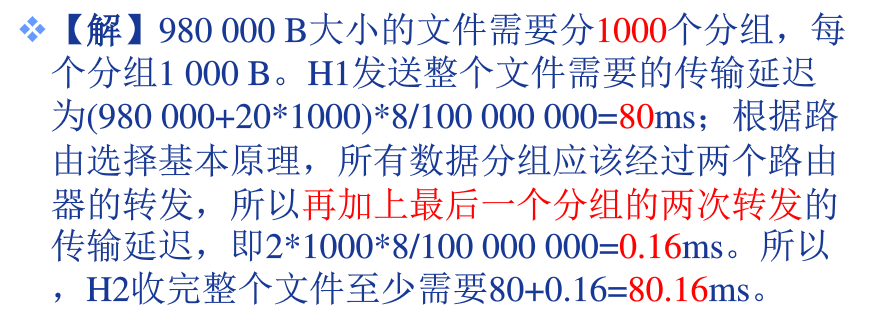 ❖【解】980 000 B大小的文件需要分1000个分组，每
个分组1 000 B。H1发送整个文件需要的传输延迟
为(980 000+20*1000)*8/100 000 000=80ms；根据路
由选择基本原理，所有数据分组应该经过两个路由
器的转发，所以再加上最后一个分组的两次转发的
传输延迟，即2*1000*8/100 000 000=0.16ms。所以
，H2收完整个文件至少需要80+0.16=80.16ms。